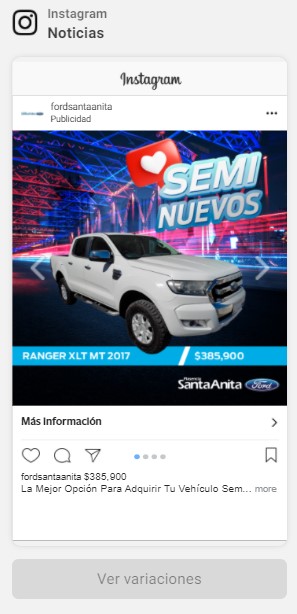 Instagram
Noticias
Instagram
fordsantaanita
Publicidad
SEMI
NUEVOS
RANGER XLT MT 2017 $385,900
SantaAnita Ford
Más información
fordsantaanita $385,900
La Mejor Opción Para Adquirir Tu Vehículo Sem... more
Ver variaciones